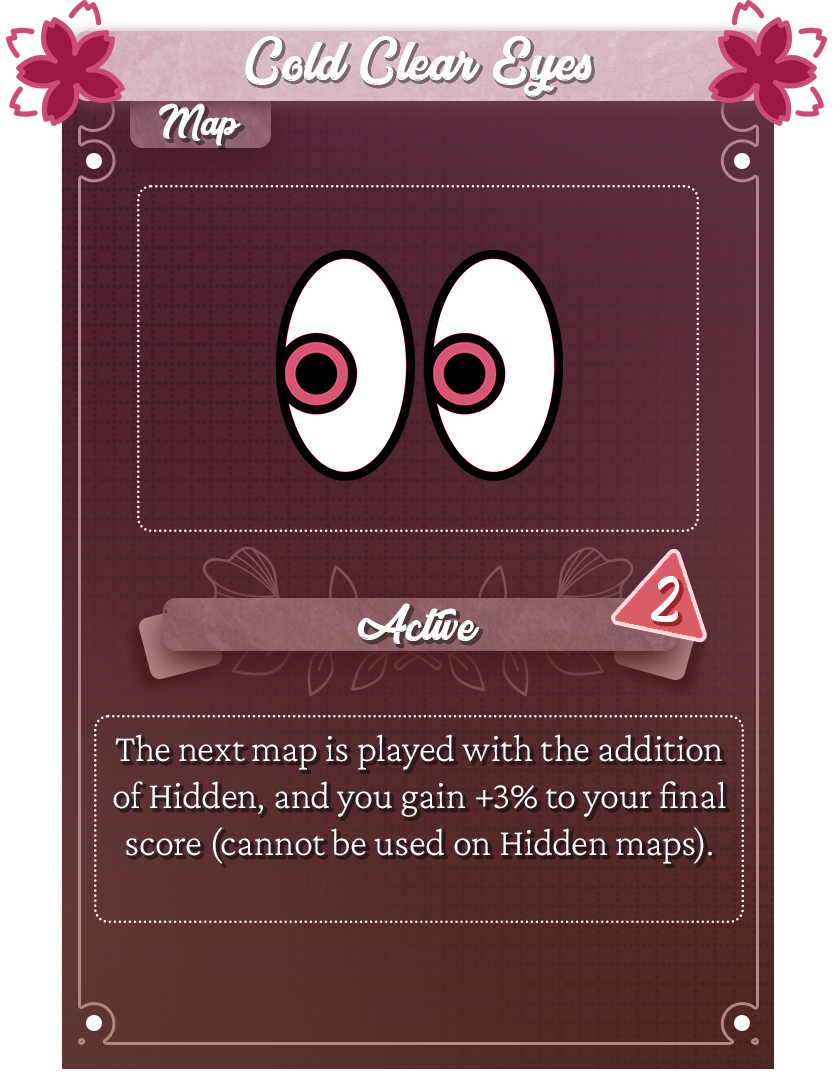 Cold Clear Eyes
Map
Active
2
The next map is played with the addition
of Hidden, and you gain +3% to your final
score (cannot be used on Hidden maps).